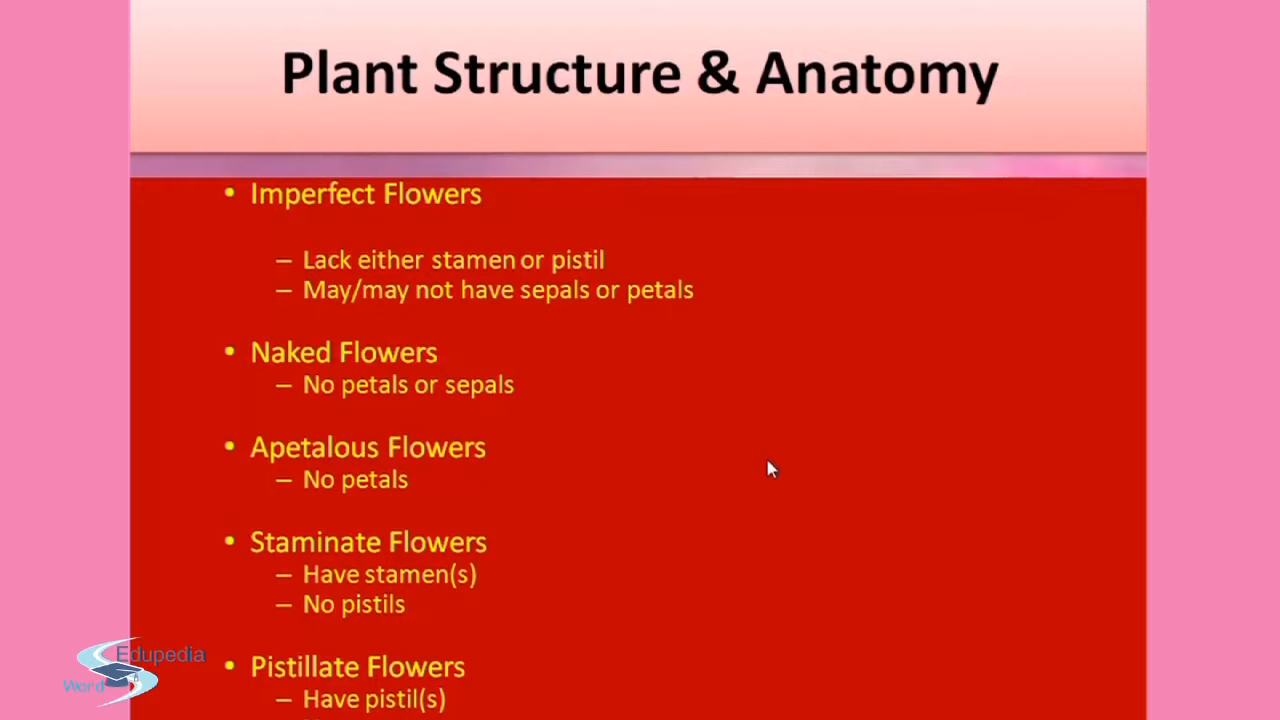 Plant Structure & Anatomy
• Imperfect Flowers
– Lack either stamen or pistil
– May/may not have sepals or petals
• Naked Flowers
– No petals or sepals
• Apetalous Flowers
– No petals
• Staminate Flowers
– Have stamen(s)
– No pistils
• Pistillate Flowers
– Have pistil(s)
Edupedia
Word